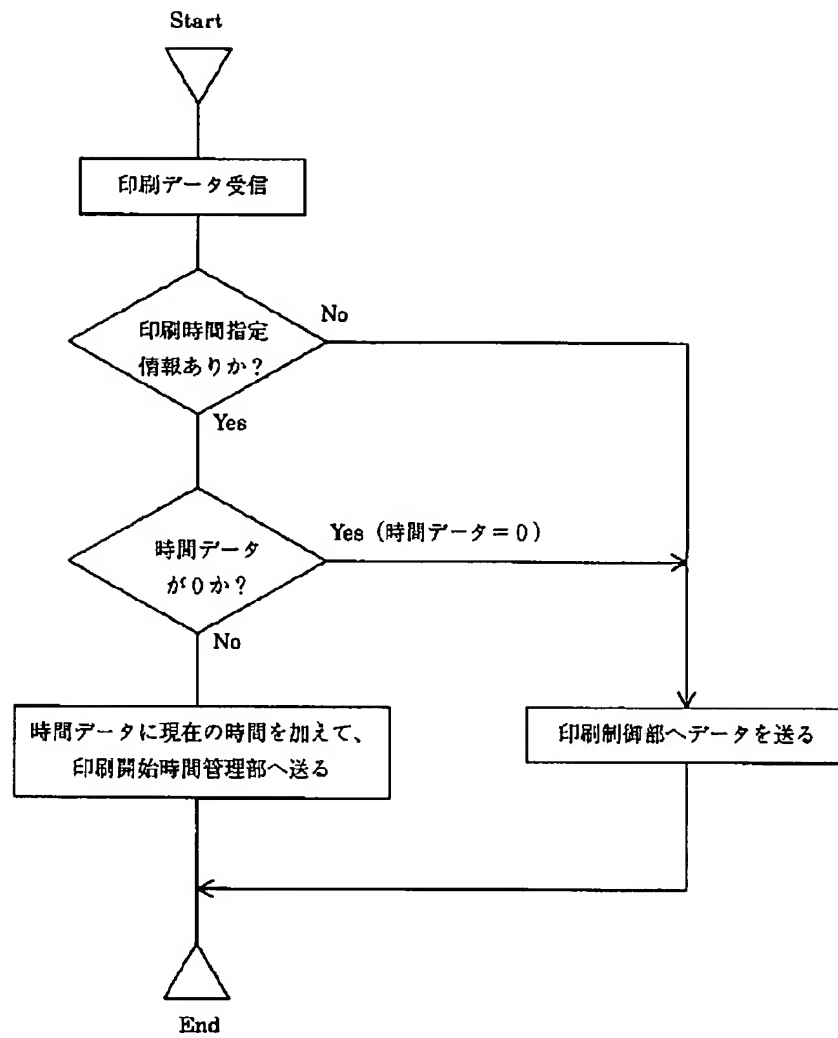 Start
印刷データ受信
印刷時間指定
情報ありか？
No
Yes
時間データ
が0か？
Yes（時間データ＝0）
No
時間データに現在の時間を加えて、
印刷開始時間管理部へ送る
印刷制御部へデータを送る
End